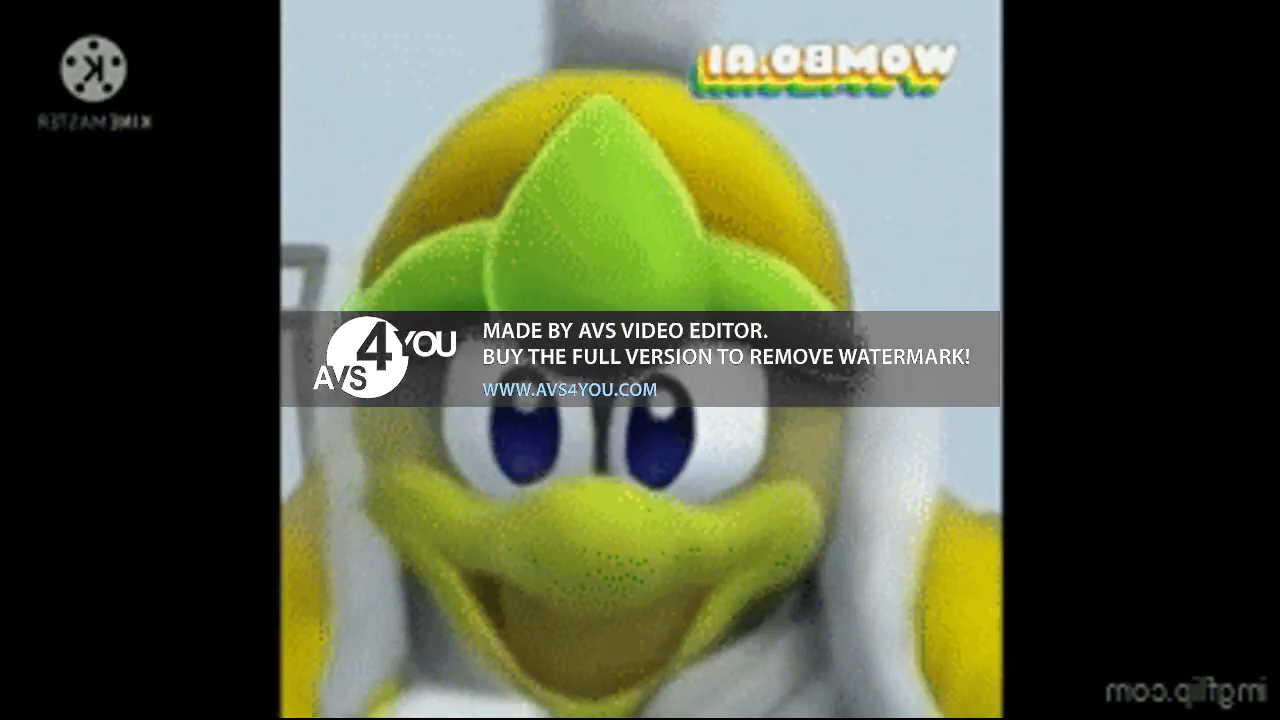 WOMBO.AI
KINEMASTER
AVS4YOU
MADE BY AVS VIDEO EDITOR.
BUY THE FULL VERSION TO REMOVE WATERMARK!
WWW.AVS4YOU.COM
imgflip.com